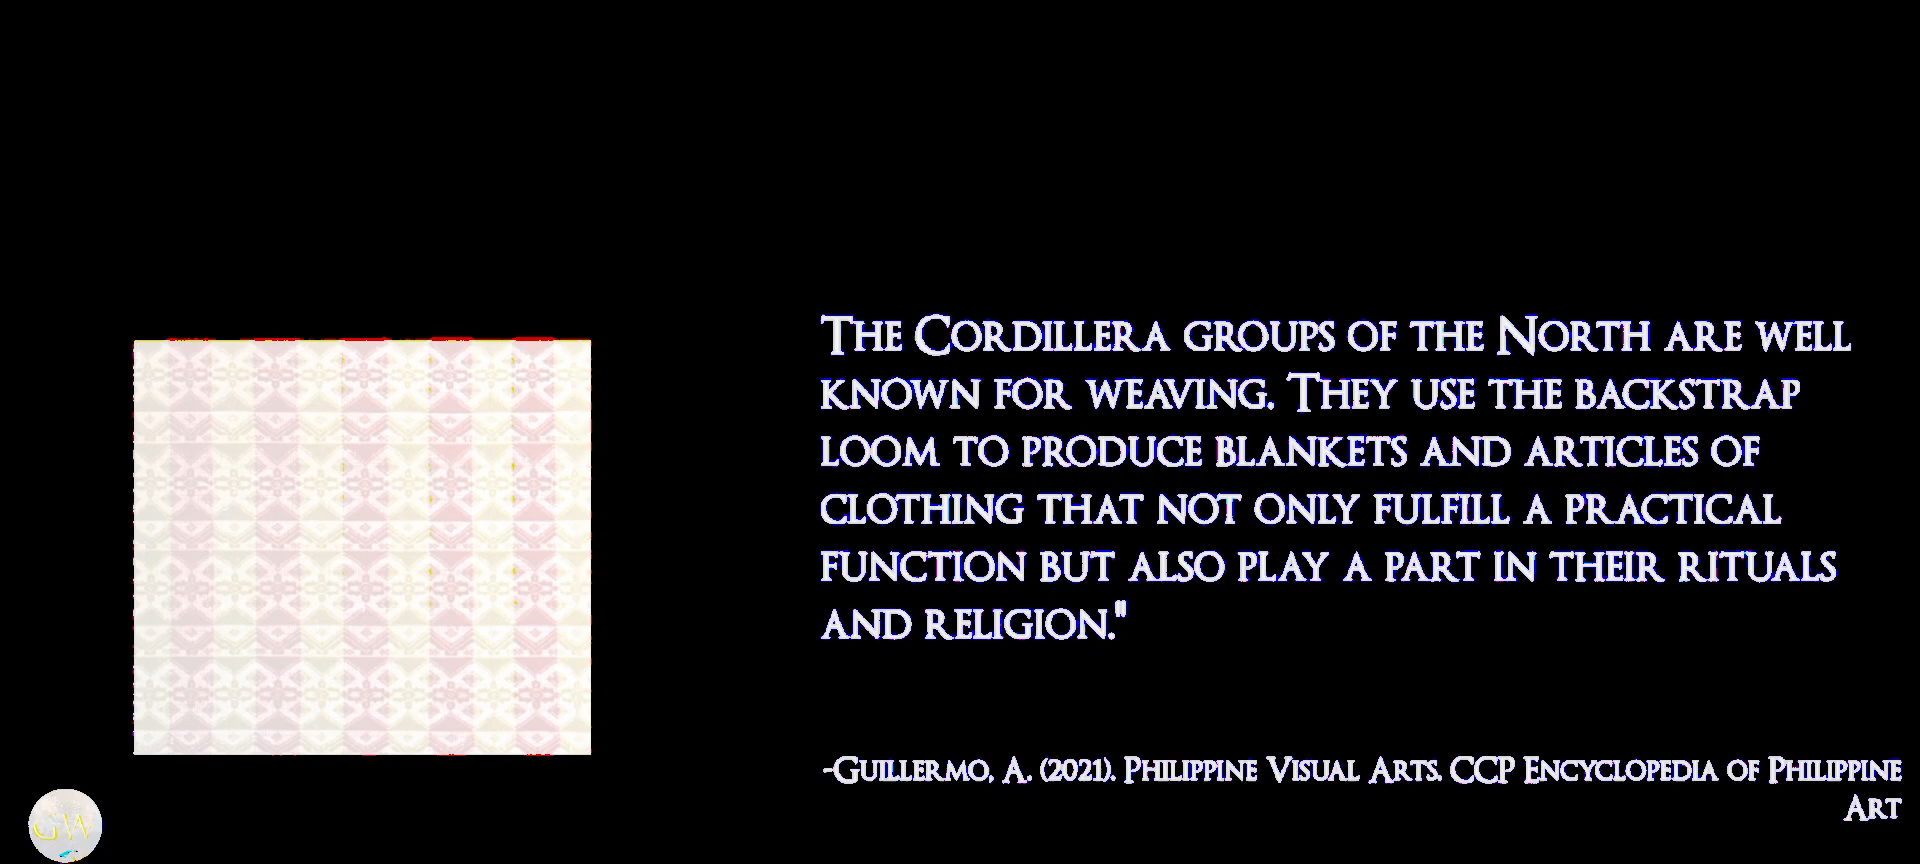 The Cordillera groups of the North are well
known for weaving. They use the backstrap
loom to produce blankets and articles of
clothing that not only fulfill a practical
function but also play a part in their rituals
and religion."
-Guillermo, A. (2021). Philippine Visual Arts. CCP Encyclopedia of Philippine
Art
GW